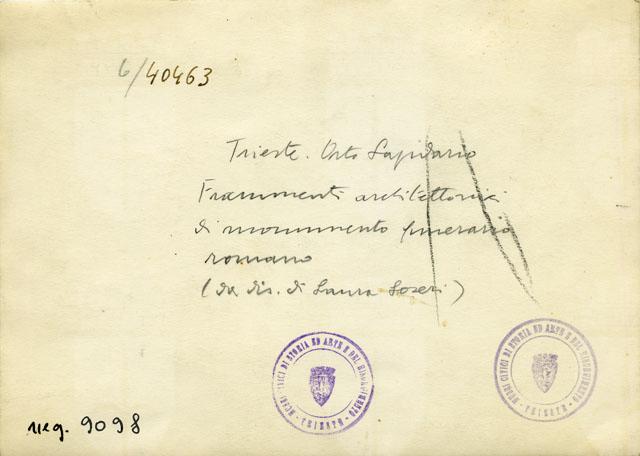 6/40463
Trieste. Orto Lapidario
Frammenti architettonici
di monumento funerario
romano
(da dis. di Laura
MUSEI CIVICI DI STORIA ED ARTE E DEL RISORGIMENTO - TRIESTE -
MUSEI CIVICI DI STORIA ED ARTE E DEL RISORGIMENTO - TRIESTE -
neg. 9098